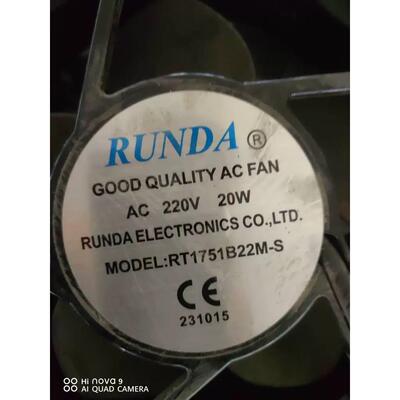 RUNDA ®
GOOD QUALITY AC FAN
AC 220V 20W
RUNDA ELECTRONICS CO.,LTD.
MODEL:RT1751B22M-S
CE
231015
Hi nova 9
AI QUAD CAMERA